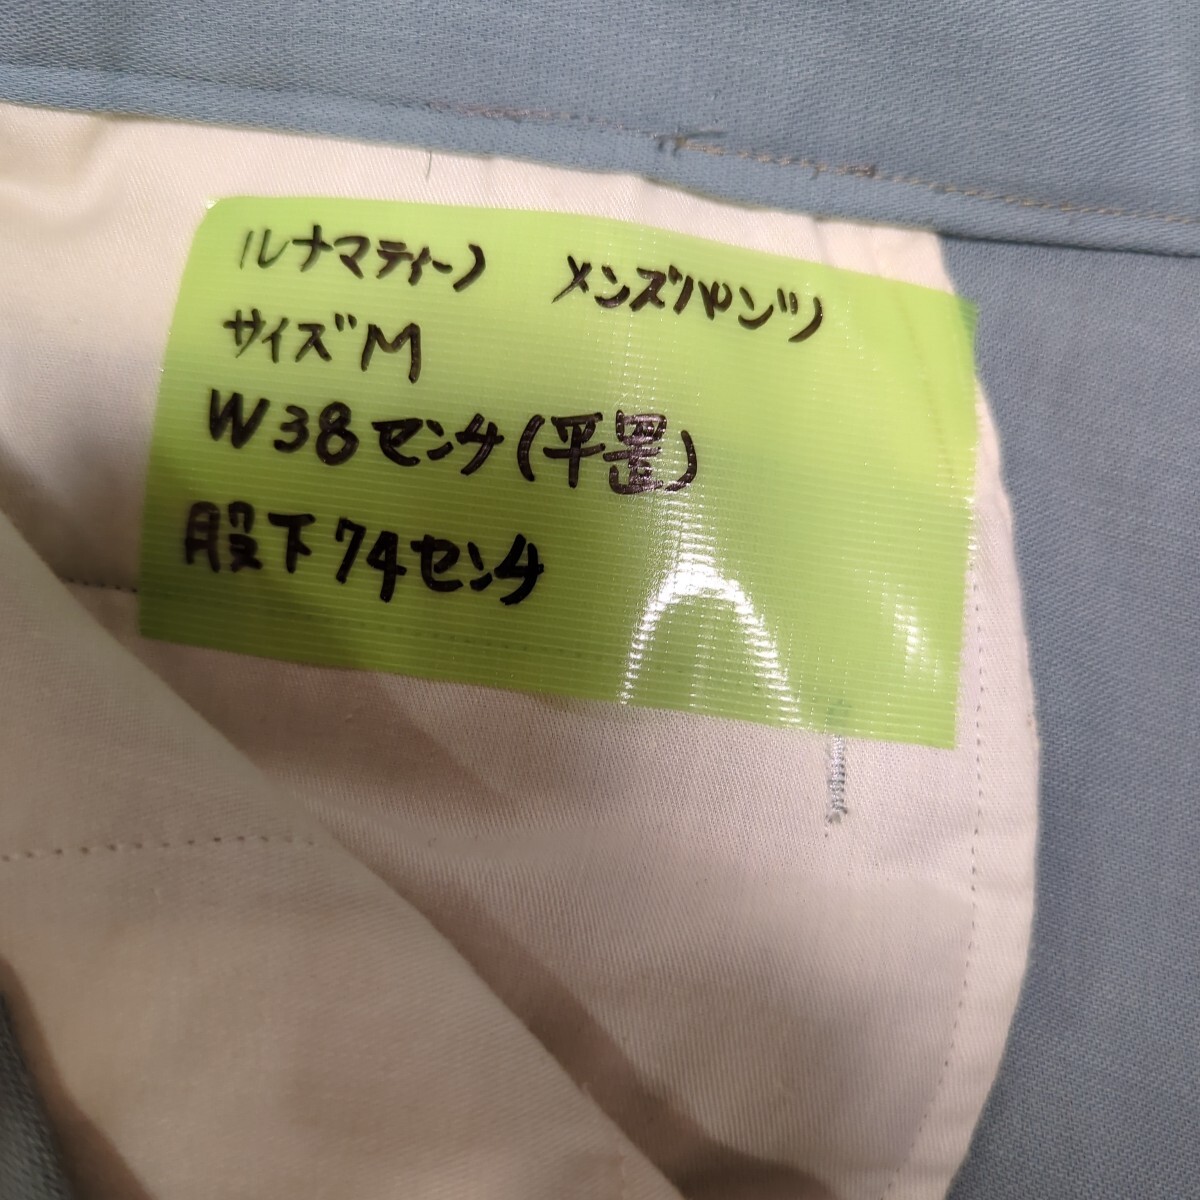 ルナマティーノ　メンズパンツ
サイズM
W38センチ(平置)
股下74センチ